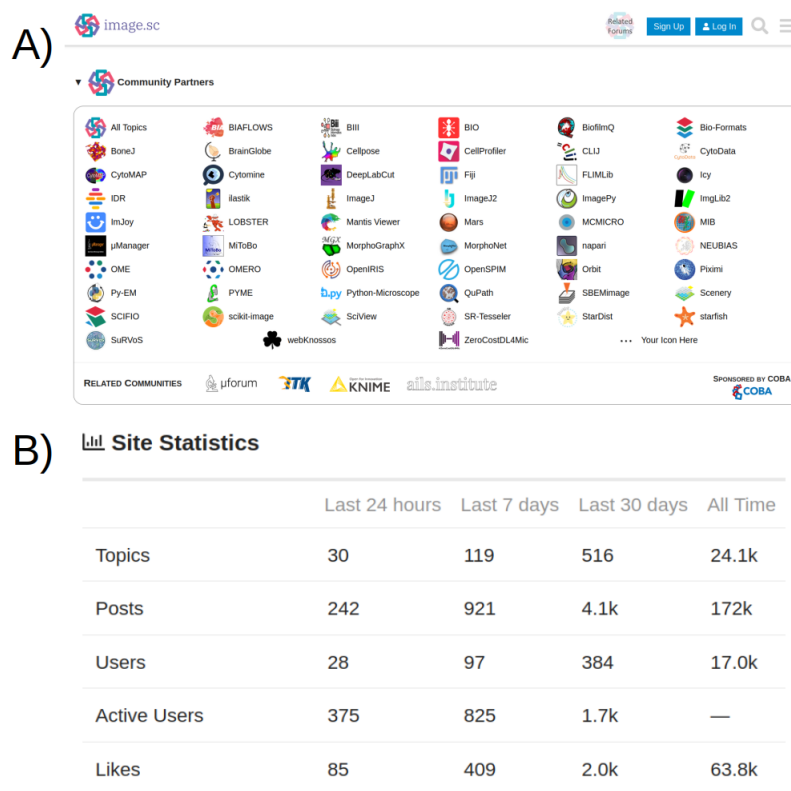 A)
image.sc
Related Forums
Sign Up
Log In
Community Partners
All Topics BIAFLOWS BIII BIO BiofilmQ Bio-Formats
BoneJ BrainGlobe Cellpose CellProfiler CLIJ CytoData
CytoMAP Cytomine DeepLabCut Fiji FLIMLib Icy
IDR ilastik ImageJ ImageJ2 ImagePy ImgLib2
ImJoy LOBSTER Mantis Viewer Mars MCMICRO MIB
µManager MiToBo MorphoGraphX MorphoNet napari NEUBIAS
OME OMERO OpenIRIS OpenSPIM Orbit Piximi
Py-EM PYME Python-Microscope QuPath SBEMimage Scenery
SCIFIO scikit-image SciView SR-Tesseler StarDist starfish
SuRVoS webKnossos ZeroCostDL4Mic ... Your Icon Here
RELATED COMMUNITIES µforum ITK KNIME ails.institute SPONSORED BY COBA
COBA
B)
Site Statistics
Last 24 hours Last 7 days Last 30 days All Time
Topics 30 119 516 24.1k
Posts 242 921 4.1k 172k
Users 28 97 384 17.0k
Active Users 375 825 1.7k —
Likes 85 409 2.0k 63.8k